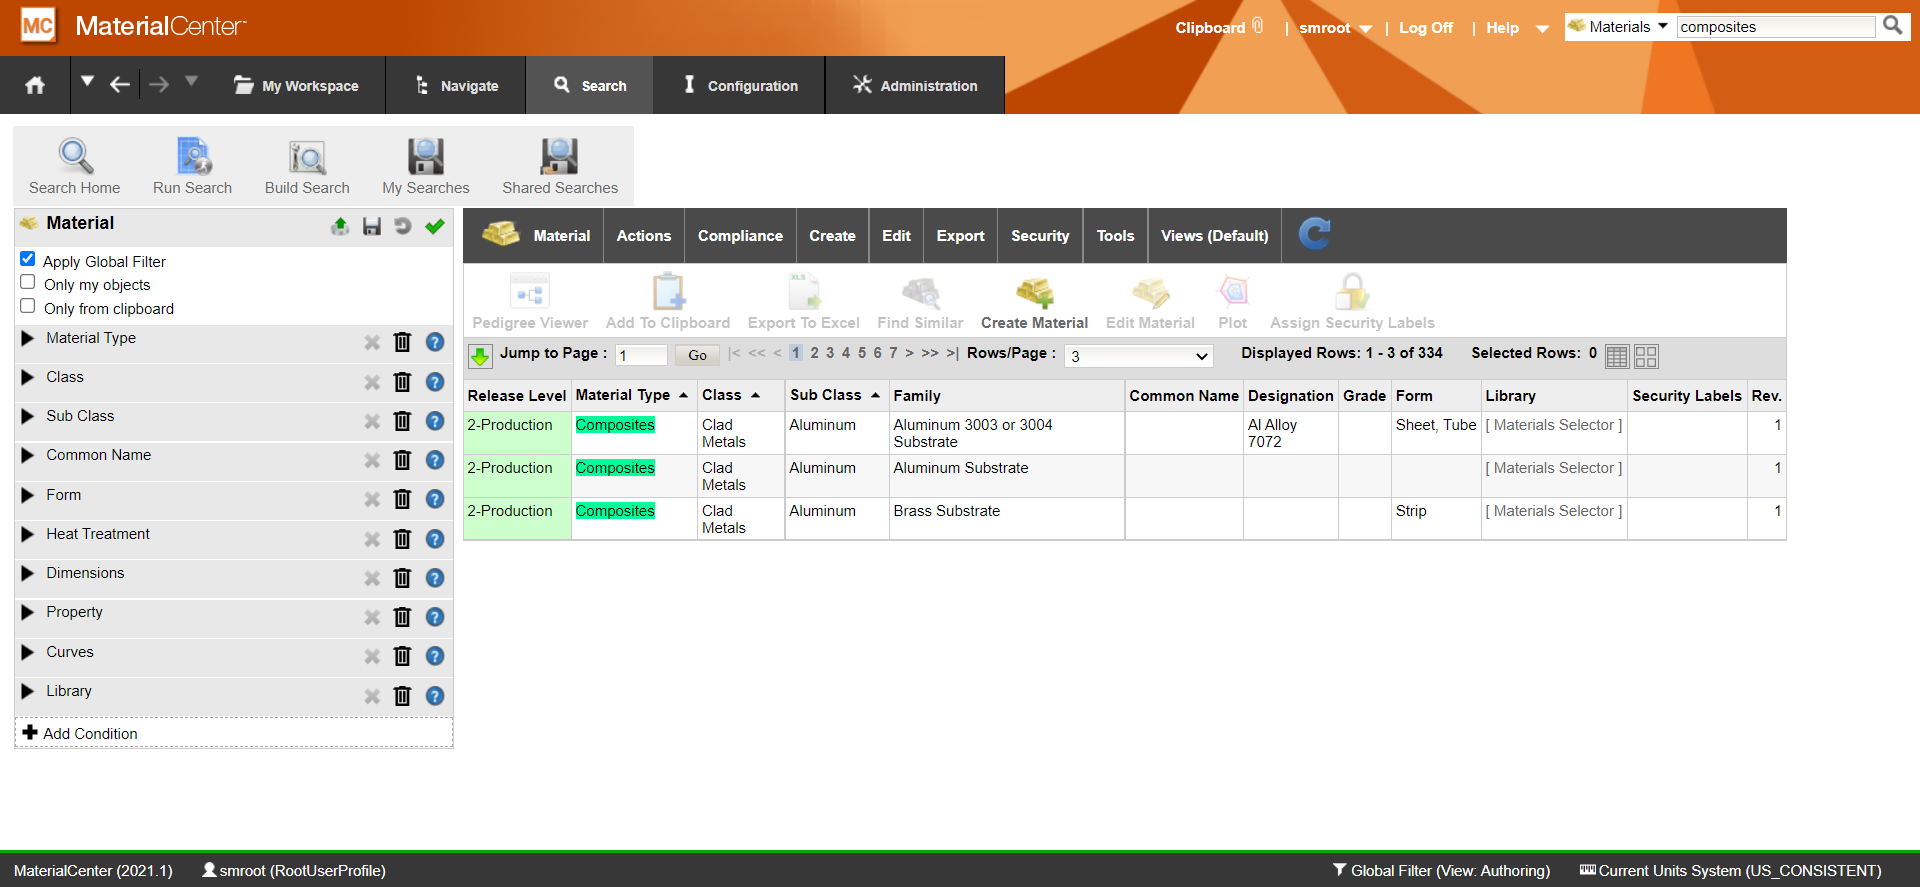 MC MaterialCenter
Clipboard | smroot | Log Off | Help
Materials composites
My Workspace Navigate Search Configuration Administration
Search Home Run Search Build Search My Searches Shared Searches
Material
Apply Global Filter
Only my objects
Only from clipboard
Material Type
Class
Sub Class
Common Name
Form
Heat Treatment
Dimensions
Property
Curves
Library
Add Condition
Material Actions Compliance Create Edit Export Security Tools Views (Default)
Pedigree Viewer Add To Clipboard Export To Excel Find Similar Create Material Edit Material Plot Assign Security Labels
Jump to Page : 1 Go |< << < 1 2 3 4 5 6 7 > >> >| Rows/Page : 3 Displayed Rows: 1 - 3 of 334 Selected Rows: 0
Release Level Material Type Class Sub Class Family Common Name Designation Grade Form Library Security Labels Rev.
2-Production Composites Clad Metals Aluminum Aluminum 3003 or 3004 Substrate Al Alloy 7072 Sheet, Tube [ Materials Selector ] 1
2-Production Composites Clad Metals Aluminum Aluminum Substrate [ Materials Selector ] 1
2-Production Composites Clad Metals Aluminum Brass Substrate Strip [ Materials Selector ] 1
MaterialCenter (2021.1) smroot (RootUserProfile) Global Filter (View: Authoring) Current Units System (US_CONSISTENT)